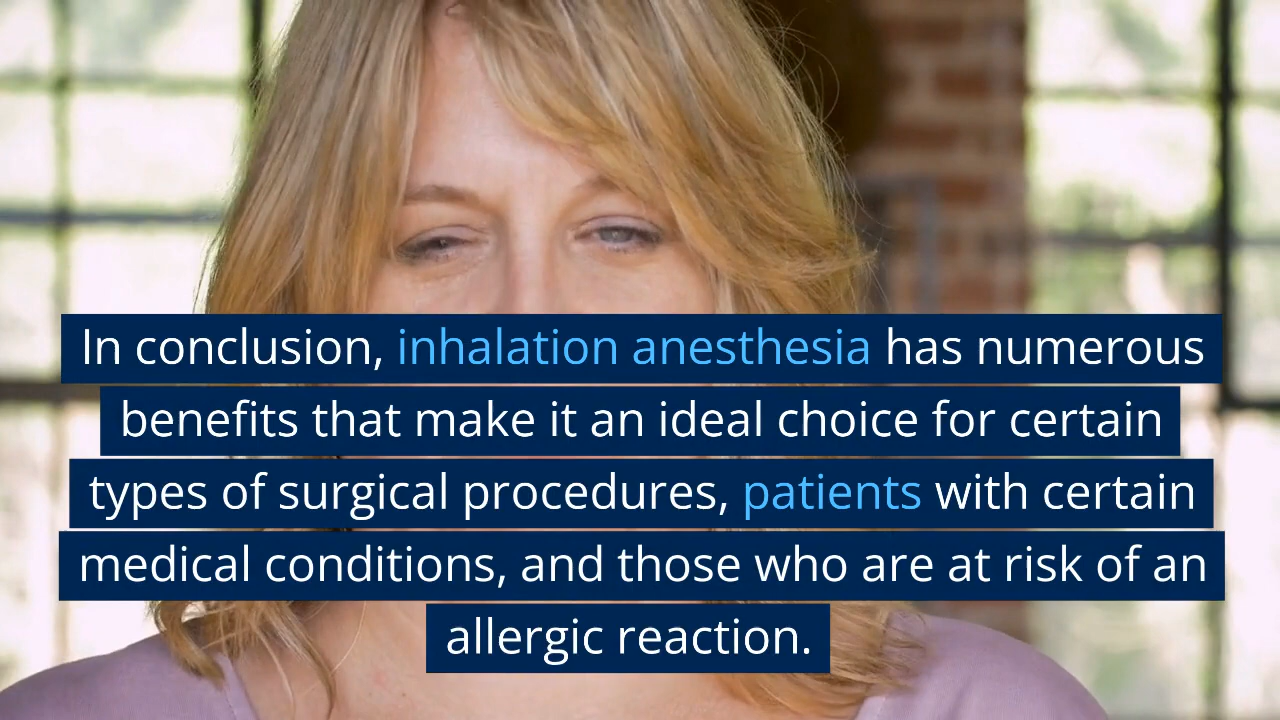 In conclusion, inhalation anesthesia has numerous
benefits that make it an ideal choice for certain
types of surgical procedures, patients with certain
medical conditions, and those who are at risk of an
allergic reaction.